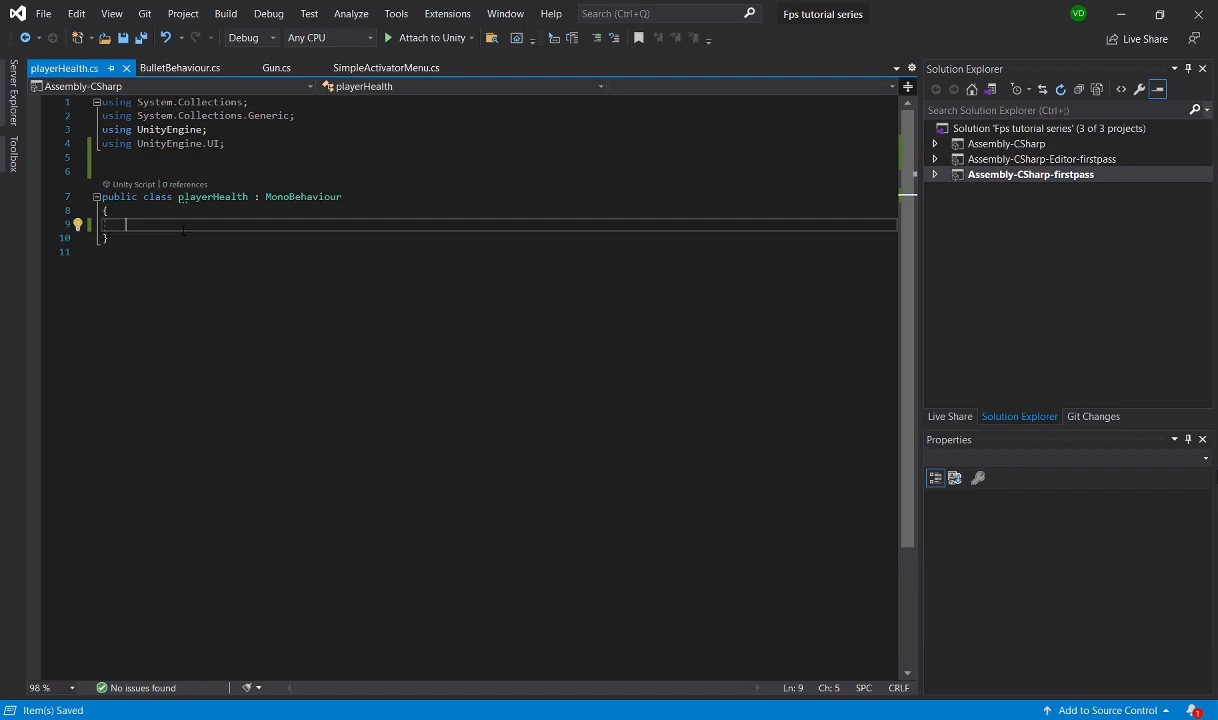 File Edit View Git Project Build Debug Test Analyze Tools Extensions Window Help Search (Ctrl+Q) Fps tutorial series VD
Debug Any CPU Attach to Unity Live Share
playerHealth.cs BulletBehaviour.cs Gun.cs SimpleActivatorMenu.cs
Assembly-CSharp playerHealth
Server Explorer
Toolbox
1 using System.Collections;
2 using System.Collections.Generic;
3 using UnityEngine;
4 using UnityEngine.UI;
5
6
Unity Script | 0 references
7 public class playerHealth : MonoBehaviour
8 {
9
10 }
11
Solution Explorer
Search Solution Explorer (Ctrl+;)
Solution 'Fps tutorial series' (3 of 3 projects)
Assembly-CSharp
Assembly-CSharp-Editor-firstpass
Assembly-CSharp-firstpass
Live Share Solution Explorer Git Changes
Properties
98 % No issues found Ln: 9 Ch: 5 SPC CRLF
Item(s) Saved Add to Source Control 1